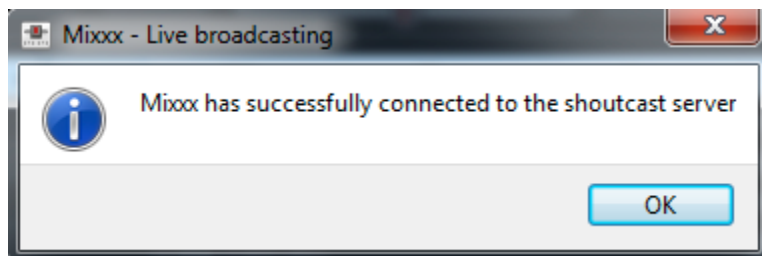 Mixxx - Live broadcasting
Mixxx has successfully connected to the shoutcast server
OK